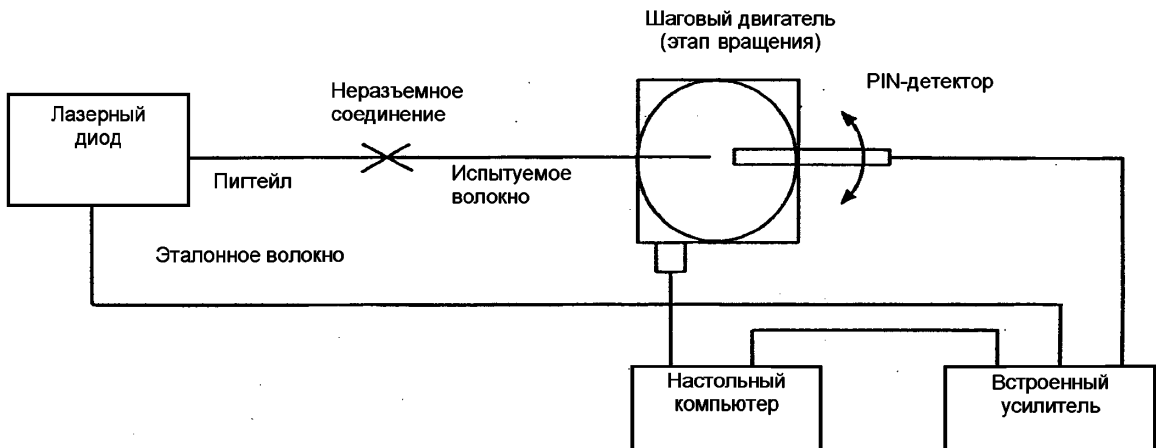 Шаговый двигатель
(этап вращения)
PIN-детектор
Неразъемное
соединение
Лазерный
диод
Пигтейл
Испытуемое
волокно
Эталонное волокно
Настольный
компьютер
Встроенный
усилитель